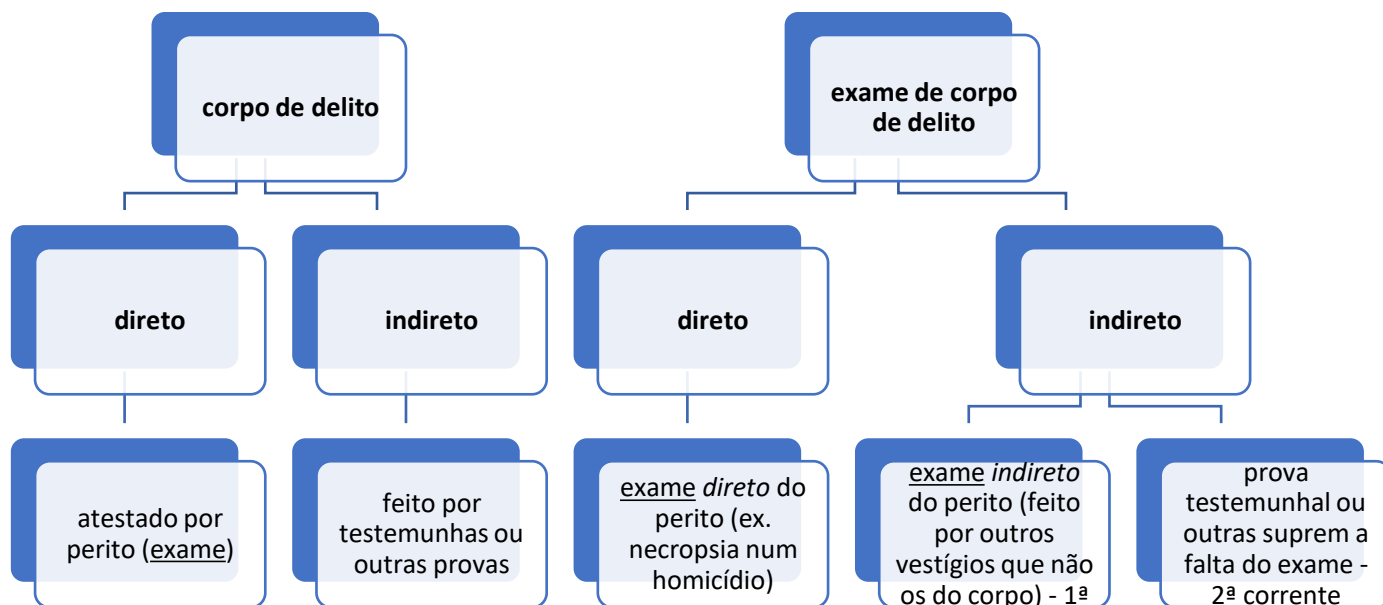 corpo de delito
exame de corpo
de delito
direto
indireto
direto
indireto
atestado por
perito (exame)
feito por
testemunhas ou
outras provas
exame direto do
perito (ex.
necropsia num
homicídio)
exame indireto
do perito (feito
por outros
vestígios que não
os do corpo) - 1ª
prova
testemunhal ou
outras suprem a
falta do exame -
2ª corrente